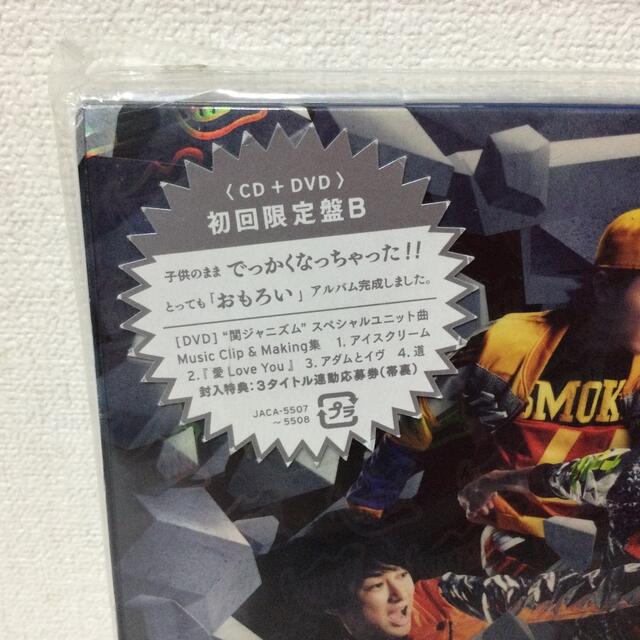 〈 CD + DVD 〉
初回限定盤B
子供のまま でっかくなっちゃった!!
とっても「おもろい」アルバム完成しました。
[DVD] “関ジャニズム” スペシャルユニット曲
Music Clip & Making集 1. アイスクリーム
2.『 愛 Love You 』 3. アダムとイヴ 4. 道
封入特典:3タイトル連動応募券(帯裏)
JACA-5507
~5508
プラ
SMOK